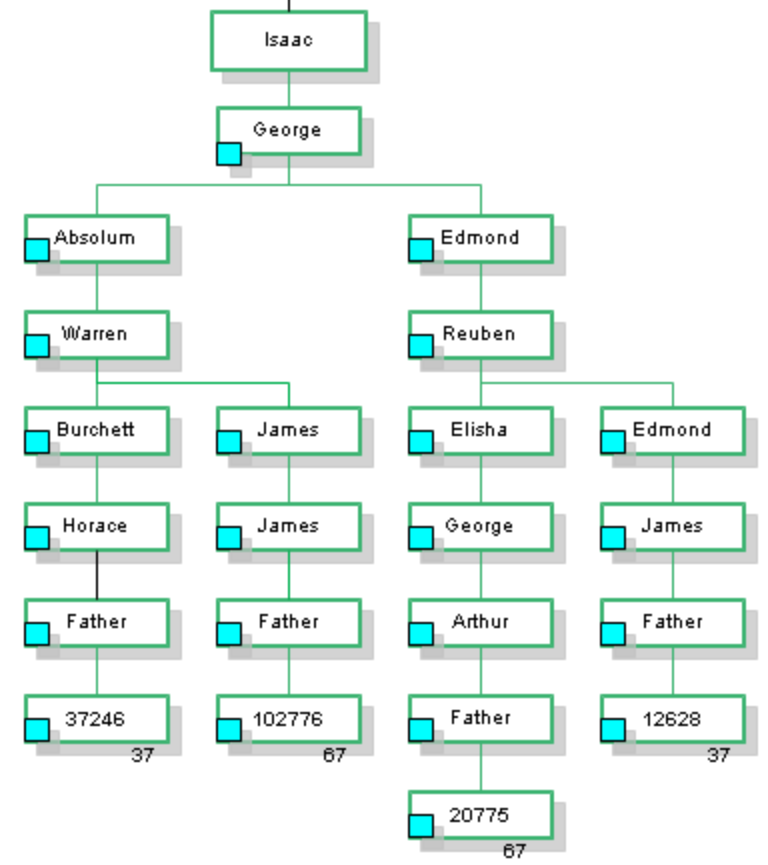 Isaac
George
Absolum
Edmond
Warren
Reuben
Burchett
James
Elisha
Edmond
Horace
James
George
James
Father
Father
Arthur
Father
37246
102776
Father
12628
37
67
37
20775
67